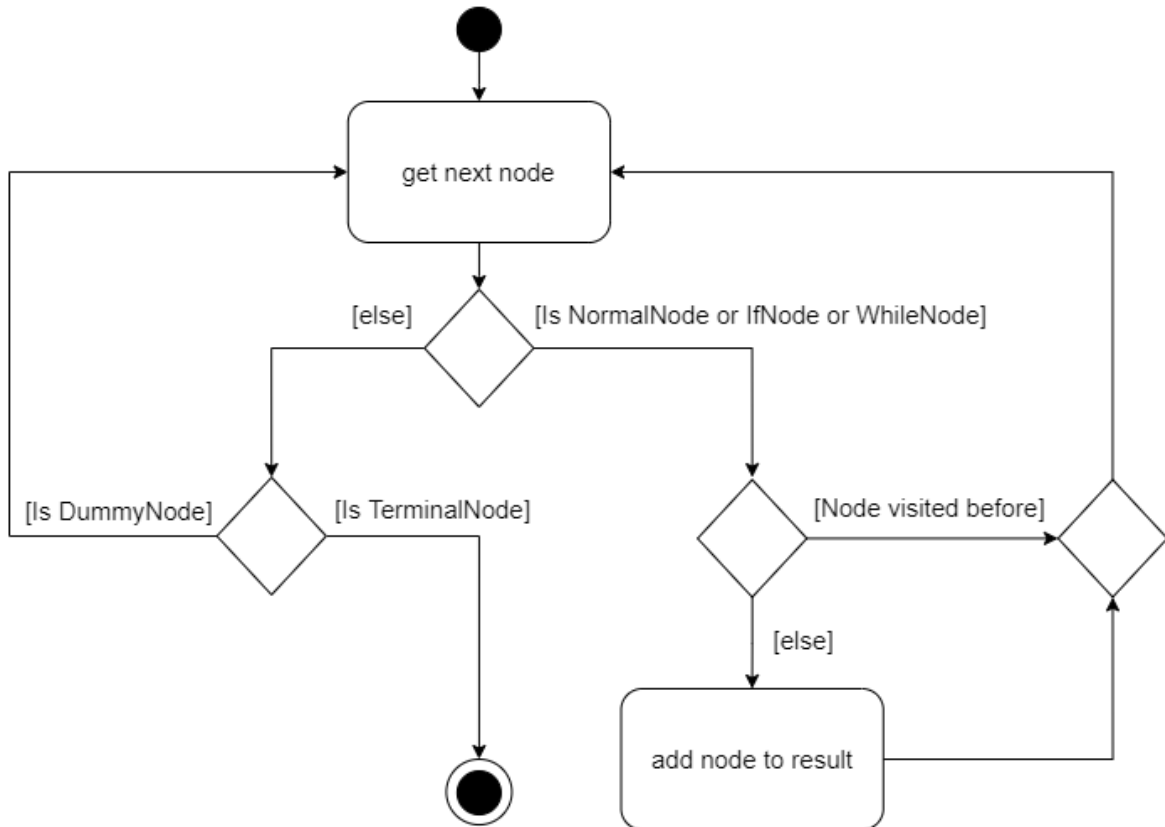 get next node
[else]
[Is NormalNode or IfNode or WhileNode]
[Is DummyNode]
[Is TerminalNode]
[Node visited before]
[else]
add node to result